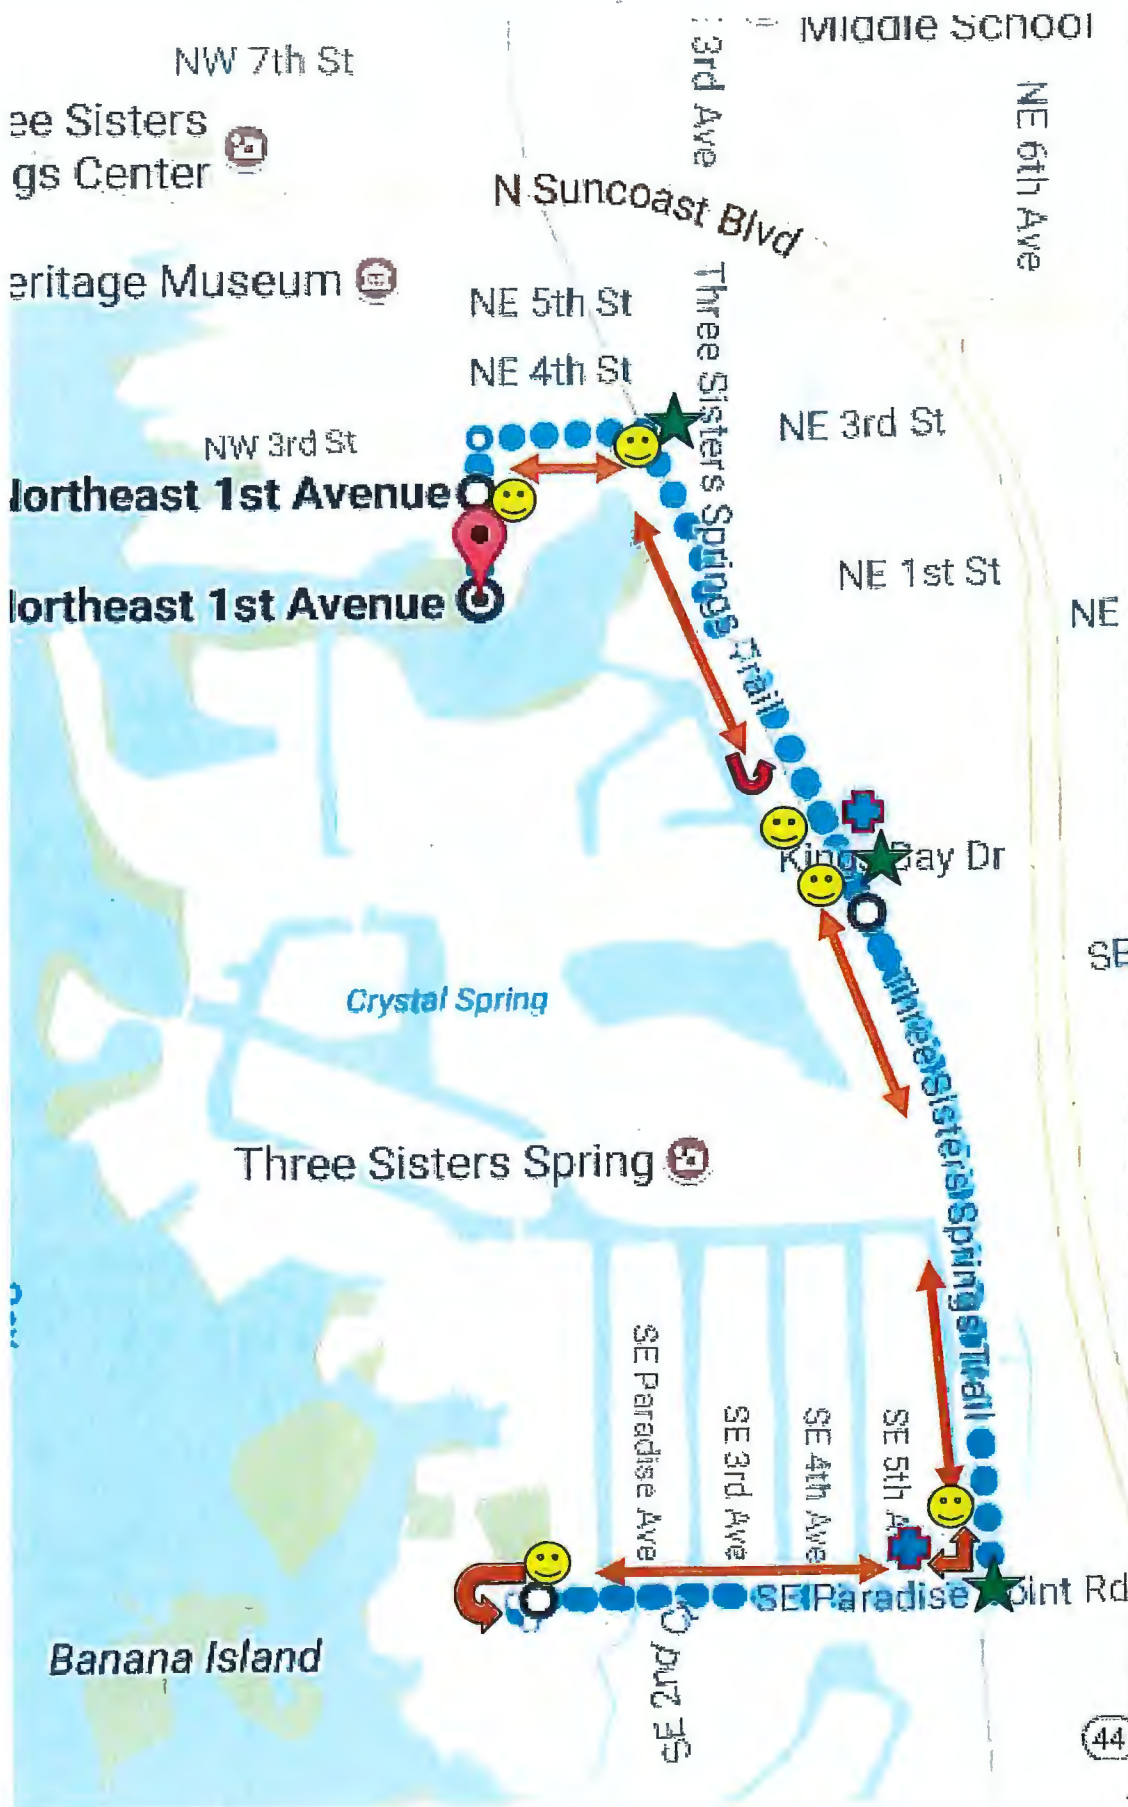 Middle School
NW 7th St
3rd Ave
NE 6th Ave
ee Sisters
gs Center
N Suncoast Blvd
eritage Museum
NE 5th St
Three Sisters Springs Trail
NE 4th St
NE 3rd St
NW 3rd St
lortheast 1st Avenue
NE 1st St
lortheast 1st Avenue
NE
Kings Bay Dr
SE
Crystal Spring
Three Sisters Springs Trail
Three Sisters Spring
SE Paradise Ave
SE 3rd Ave
SE 4th Ave
SE 5th A
SE Paradise Point Rd
SE 2nd Ct
Banana Island
44